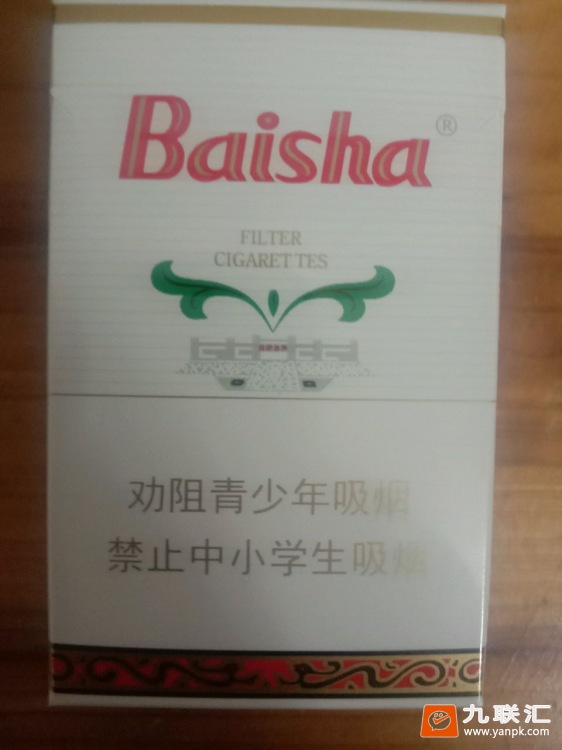 Baisha®
FILTER
CIGARETTES
劝阻青少年吸烟
禁止中小学生吸烟
九联汇
www.yanpk.com